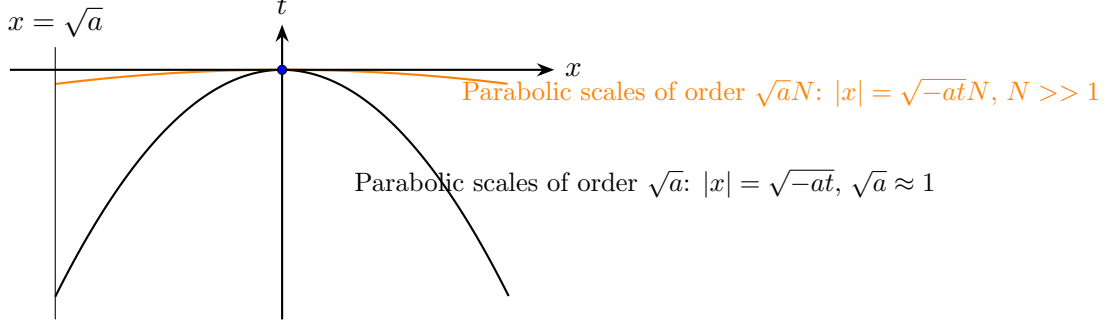 t
x = √a
x
Parabolic scales of order √aN: |x| = √−atN, N >> 1
Parabolic scales of order √a: |x| = √−at, √a ≈ 1